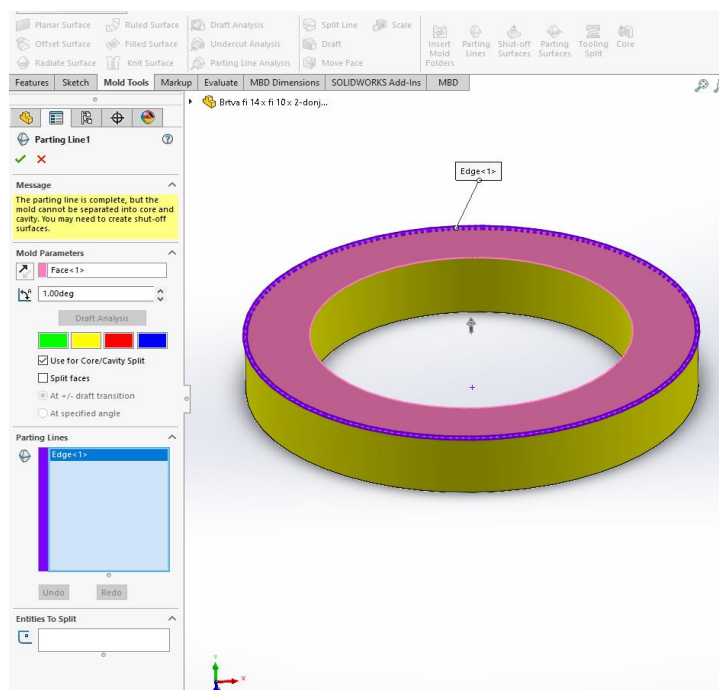 Planar Surface Ruled Surface Draft Analysis Split Line Scale
Offset Surface Filled Surface Undercut Analysis Draft Insert Mold Folders Parting Lines Shut-off Surfaces Parting Surfaces Tooling Split Core
Radiate Surface Knit Surface Parting Line Analysis Move Face
Features Sketch Mold Tools Markup Evaluate MBD Dimensions SOLIDWORKS Add-Ins MBD
Brtva fi 14 x fi 10 x 2-donj...
Parting Line1
Message
The parting line is complete, but the
mold cannot be separated into core and
cavity. You may need to create shut-off
surfaces.
Mold Parameters
Face<1>
1.00deg
Draft Analysis
Use for Core/Cavity Split
Split faces
At +/- draft transition
At specified angle
Parting Lines
Edge<1>
Undo Redo
Entities To Split
Edge<1>
Y
X